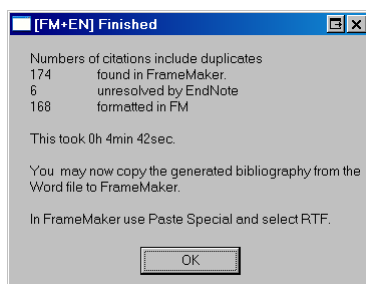 [FM+EN] Finished
Numbers of citations include duplicates
174 found in FrameMaker.
6 unresolved by EndNote
168 formatted in FM
This took 0h 4min 42sec.
You may now copy the generated bibliography from the
Word file to FrameMaker.
In FrameMaker use Paste Special and select RTF.
OK